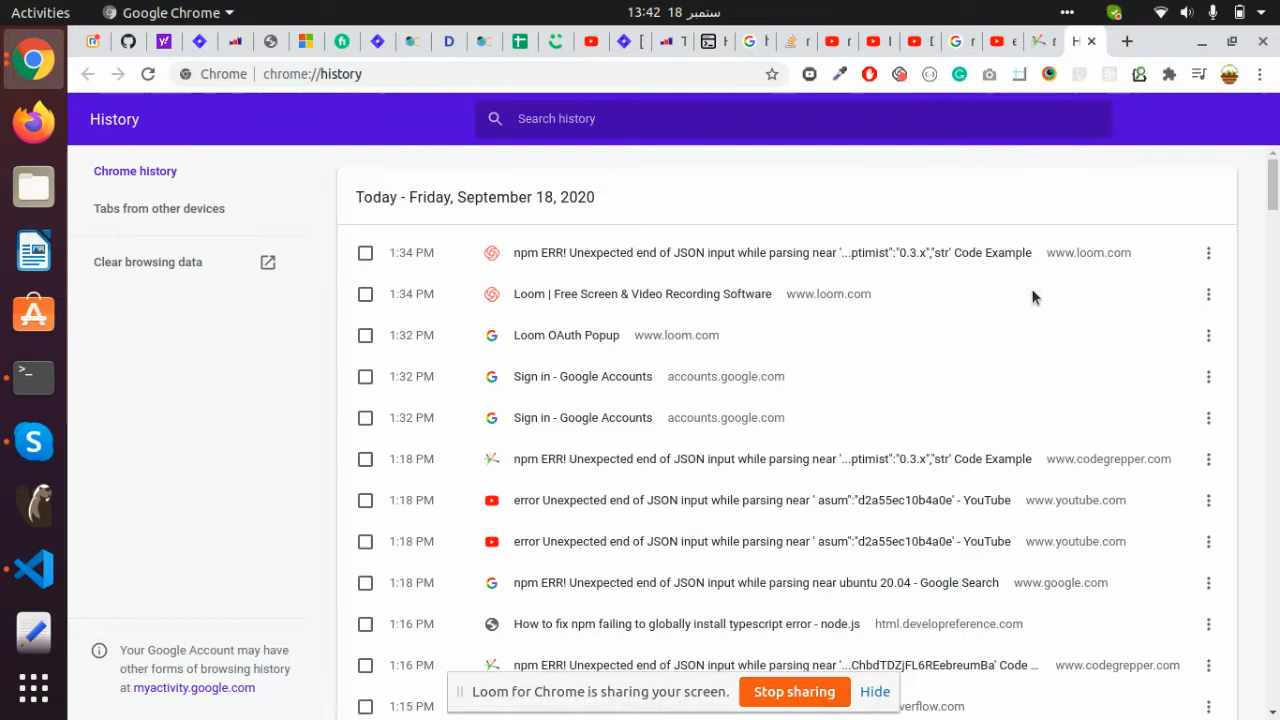 Activities
Google Chrome
13:42 18 ستمبر
Chrome
chrome://history
History
Search history
Chrome history
Tabs from other devices
Clear browsing data
Today - Friday, September 18, 2020
1:34 PM npm ERR! Unexpected end of JSON input while parsing near '...ptimist":"0.3.x","str' Code Example www.loom.com
1:34 PM Loom | Free Screen & Video Recording Software www.loom.com
1:32 PM Loom OAuth Popup www.loom.com
1:32 PM Sign in - Google Accounts accounts.google.com
1:32 PM Sign in - Google Accounts accounts.google.com
1:18 PM npm ERR! Unexpected end of JSON input while parsing near '...ptimist":"0.3.x","str' Code Example www.codegrepper.com
1:18 PM error Unexpected end of JSON input while parsing near ' asum":"d2a55ec10b4a0e' - YouTube www.youtube.com
1:18 PM error Unexpected end of JSON input while parsing near ' asum":"d2a55ec10b4a0e' - YouTube www.youtube.com
1:18 PM npm ERR! Unexpected end of JSON input while parsing near ubuntu 20.04 - Google Search www.google.com
1:16 PM How to fix npm failing to globally install typescript error - node.js html.developreference.com
1:16 PM npm ERR! Unexpected end of JSON input while parsing near '...ChbdTDZjFL6REebreumBa' Code ... www.codegrepper.com
1:15 PM verflow.com
Your Google Account may have
other forms of browsing history
at myactivity.google.com
Loom for Chrome is sharing your screen.
Stop sharing
Hide